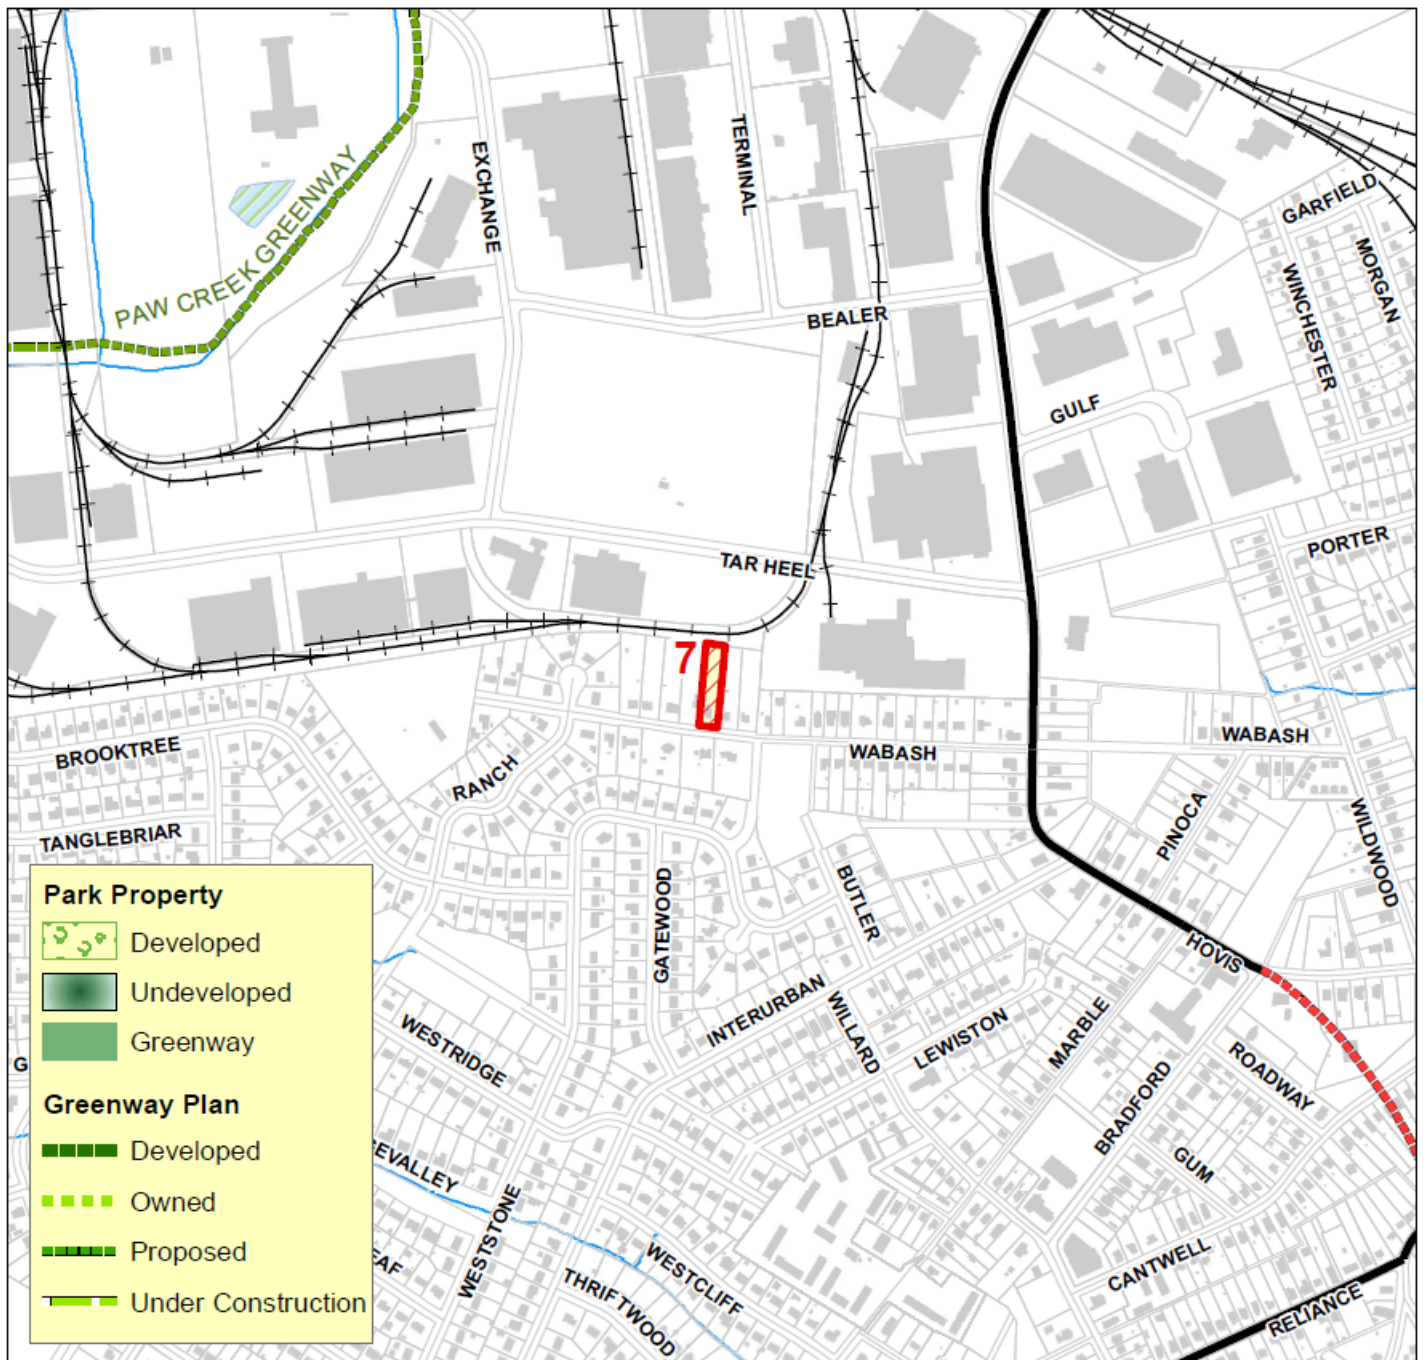 EXCHANGE
TERMINAL
PAW CREEK GREENWAY
GARFIELD
MORGAN
WINCHESTER
BEALER
GULF
PORTER
TAR HEEL
7
BROOKTREE
RANCH
WABASH
WABASH
TANGLEBRIAR
PINOCA
WILDWOOD
BUTLER
GATEWOOD
HOVIS
INTERURBAN
WILLARD
LEWISTON
MARBLE
WESTRIDGE
ROADWAY
BRADFORD
GUM
EVALLEY
WESTSTONE
WESTCLIFF
THRIFTWOOD
CANTWELL
RELIANCE
EAF
G
Park Property
Developed
Undeveloped
Greenway
Greenway Plan
Developed
Owned
Proposed
Under Construction